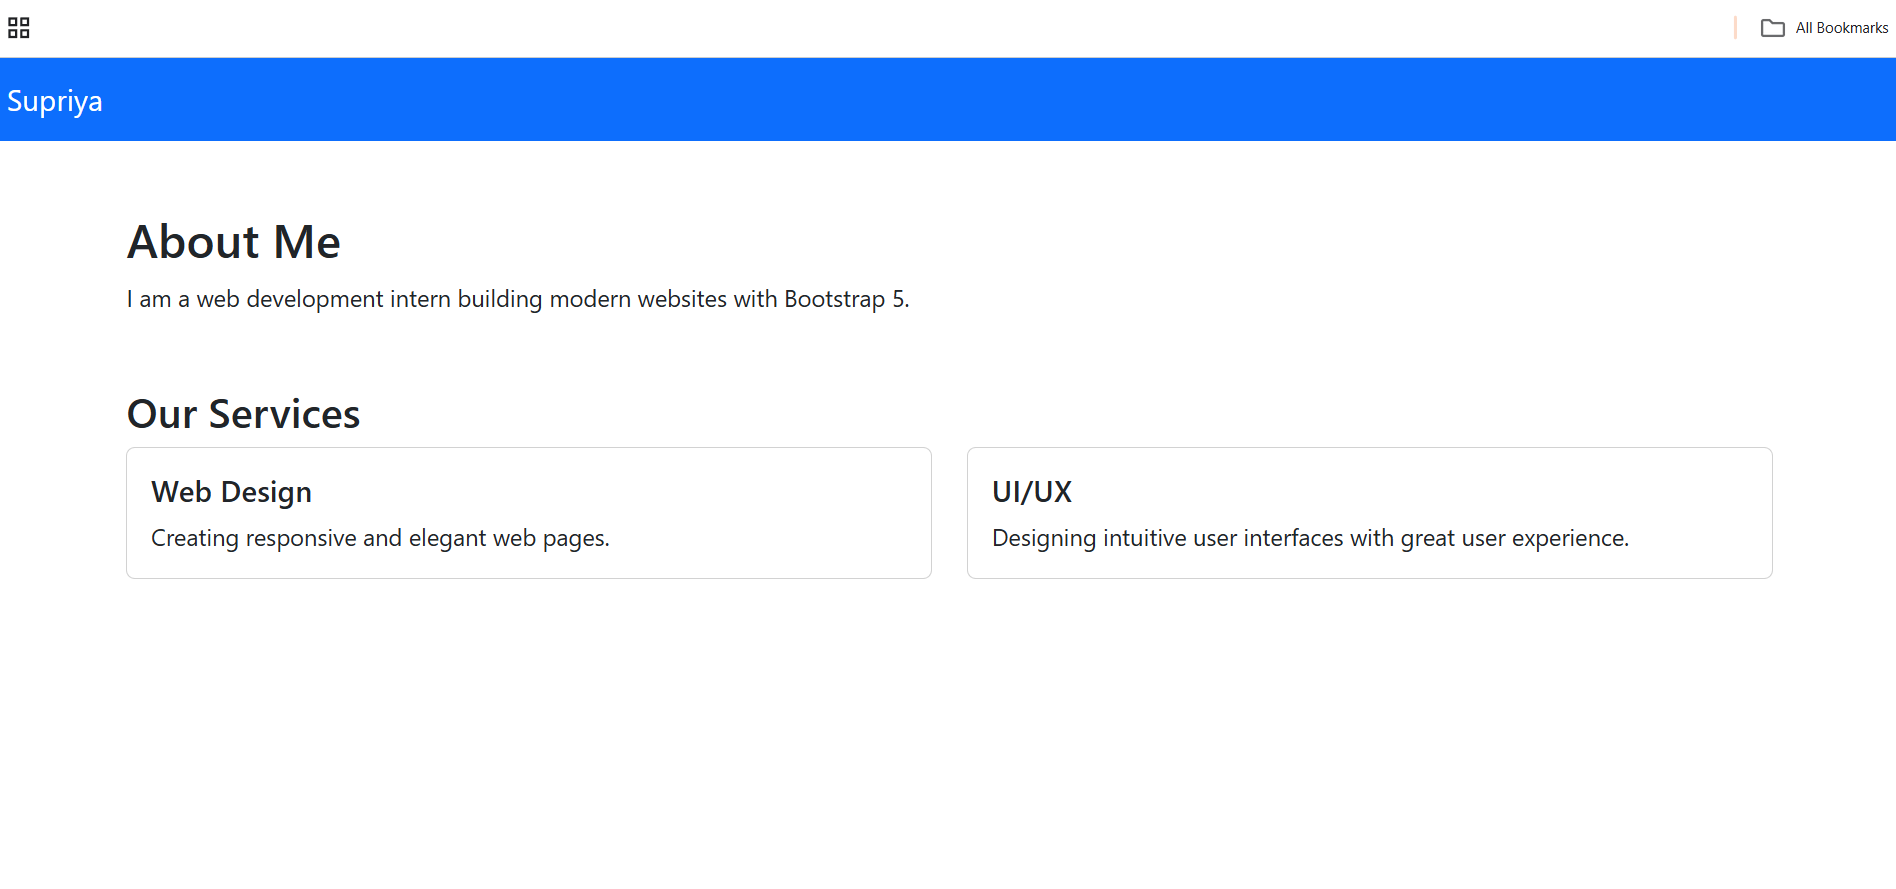 All Bookmarks
Supriya
About Me
I am a web development intern building modern websites with Bootstrap 5.
Our Services
Web Design
Creating responsive and elegant web pages.
UI/UX
Designing intuitive user interfaces with great user experience.